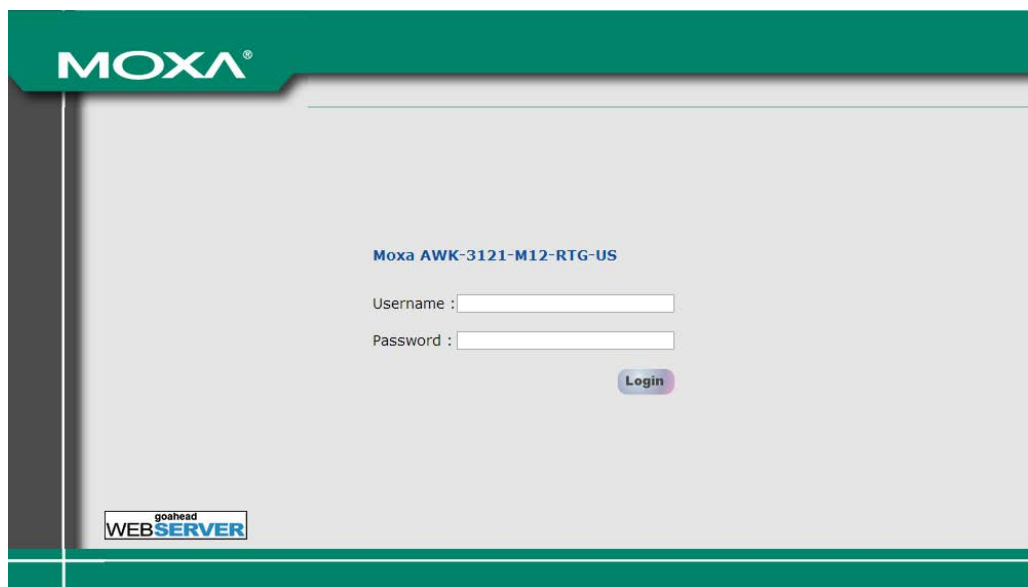 MOXA®
Moxa AWK-3121-M12-RTG-US
Username :
Password :
Login
goahead
WEBSERVER